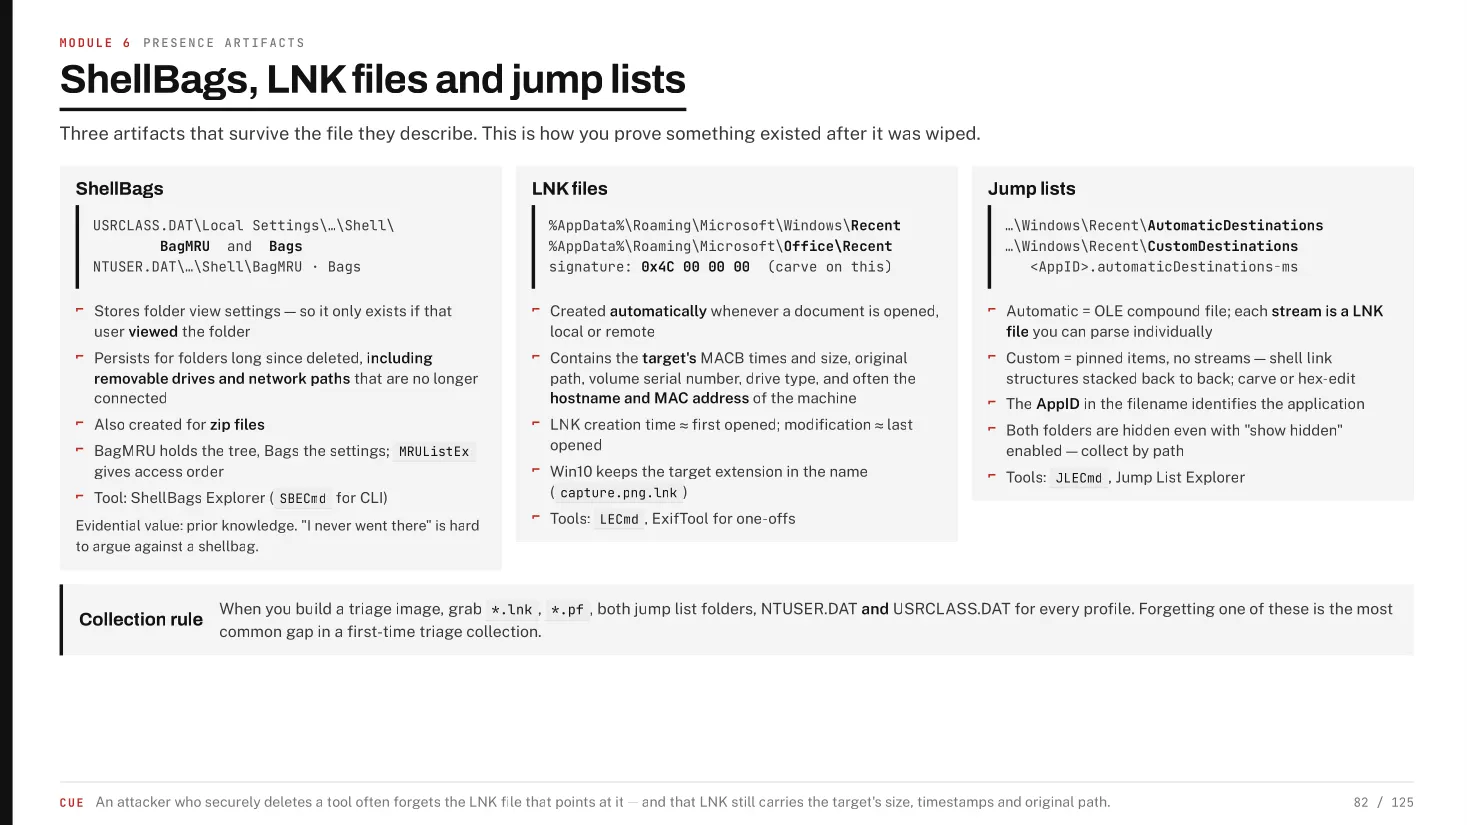 MODULE 6 PRESENCE ARTIFACTS
ShellBags, LNK files and jump lists
Three artifacts that survive the file they describe. This is how you prove something existed after it was wiped.
ShellBags
USRCLASS.DAT\Local Settings\…\Shell\
BagMRU and Bags
NTUSER.DAT\…\Shell\BagMRU · Bags
⌐ Stores folder view settings — so it only exists if that
user viewed the folder
⌐ Persists for folders long since deleted, including
removable drives and network paths that are no longer
connected
⌐ Also created for zip files
⌐ BagMRU holds the tree, Bags the settings; MRUListEx
gives access order
⌐ Tool: ShellBags Explorer ( SBECmd for CLI)
Evidential value: prior knowledge. "I never went there" is hard
to argue against a shellbag.
LNK files
%AppData%\Roaming\Microsoft\Windows\Recent
%AppData%\Roaming\Microsoft\Office\Recent
signature: 0x4C 00 00 00 (carve on this)
⌐ Created automatically whenever a document is opened,
local or remote
⌐ Contains the target's MACB times and size, original
path, volume serial number, drive type, and often the
hostname and MAC address of the machine
⌐ LNK creation time ≈ first opened; modification ≈ last
opened
⌐ Win10 keeps the target extension in the name
( capture.png.lnk )
⌐ Tools: LECmd , ExifTool for one-offs
Jump lists
…\Windows\Recent\AutomaticDestinations
…\Windows\Recent\CustomDestinations
<AppID>.automaticDestinations-ms
⌐ Automatic = OLE compound file; each stream is a LNK
file you can parse individually
⌐ Custom = pinned items, no streams — shell link
structures stacked back to back; carve or hex-edit
⌐ The AppID in the filename identifies the application
⌐ Both folders are hidden even with "show hidden"
enabled — collect by path
⌐ Tools: JLECmd , Jump List Explorer
Collection rule
When you build a triage image, grab *.lnk , *.pf , both jump list folders, NTUSER.DAT and USRCLASS.DAT for every profile. Forgetting one of these is the most
common gap in a first-time triage collection.
CUE An attacker who securely deletes a tool often forgets the LNK file that points at it — and that LNK still carries the target's size, timestamps and original path.
82 / 125